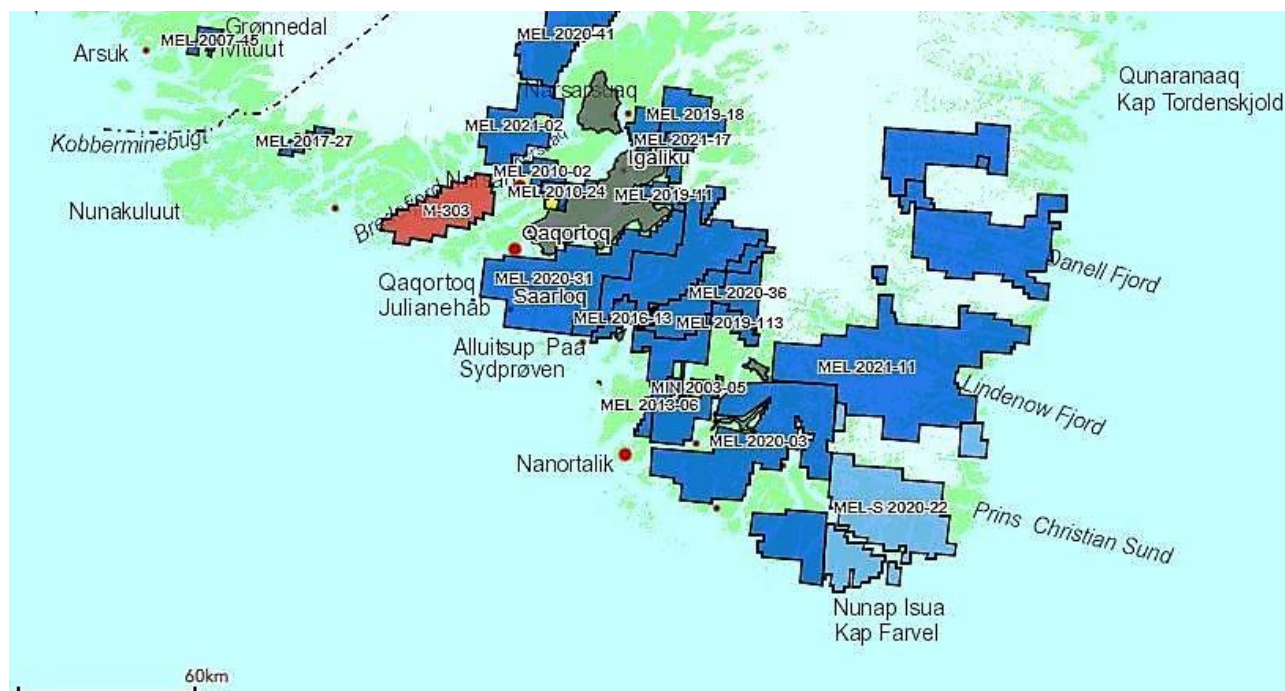 Grønnedal
MEL 2007-45
Ivittuut
Arsuk
MEL 2020-41
Qunaranaaq
Kap Tordenskjold
Narsarsuaq
MEL 2019-18
MEL 2021-02
Kobberminebugt
MEL 2017-27
MEL 2021-17
Igaliku
MEL 2010-02
MEL 2010-24
MEL 2019-11
Nunakuluut
M-303
Qaqortoq
Danell Fjord
Qaqortoq
Julianehåb
MEL 2020-31
Saarloq
MEL 2020-36
MEL 2016-13
MEL 2019-113
Alluitsup Paa
Sydprøven
MEL 2021-11
MIN 2003-05
Lindenow Fjord
MEL 2013-06
MEL 2020-03
Nanortalik
MEL-S 2020-22
Prins Christian Sund
Nunap Isua
Kap Farvel
60km